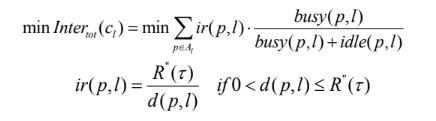 min Inter_tot(c_l) = min ∑_{p∈A_l} ir(p,l) · busy(p,l) / (busy(p,l)+idle(p,l))
ir(p,l) = R^"(τ) / d(p,l) if 0 < d(p,l) ≤ R^"(τ)